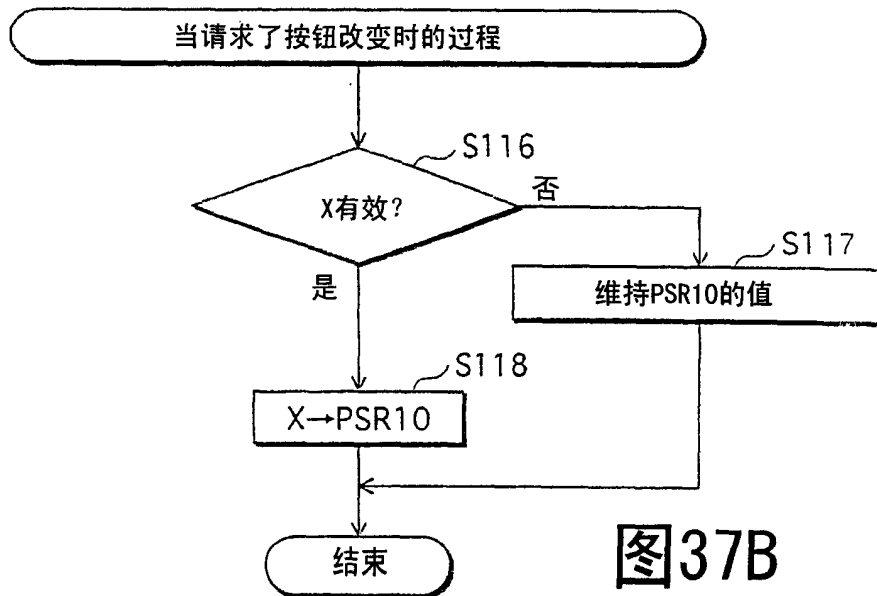 当请求了按钮改变时的过程
S116
X有效？
否
S117
维持PSR10的值
是
S118
X→PSR10
结束
图37B